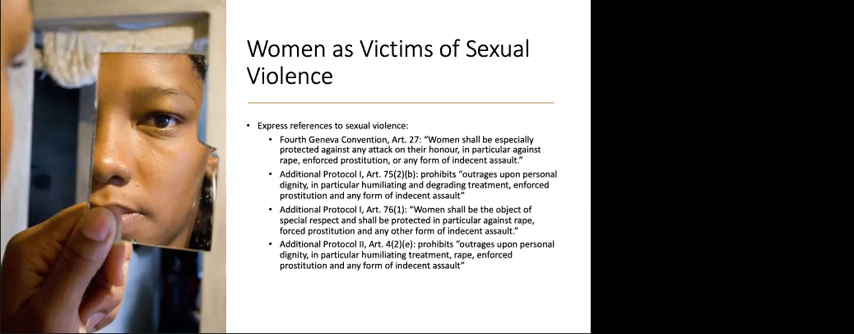 Women as Victims of Sexual
Violence
• Express references to sexual violence:
• Fourth Geneva Convention, Art. 27: “Women shall be especially
protected against any attack on their honour, in particular against
rape, enforced prostitution, or any form of indecent assault.”
• Additional Protocol I, Art. 75(2)(b): prohibits “outrages upon personal
dignity, in particular humiliating and degrading treatment, enforced
prostitution and any form of indecent assault”
• Additional Protocol I, Art. 76(1): “Women shall be the object of
special respect and shall be protected in particular against rape,
forced prostitution and any other form of indecent assault.”
• Additional Protocol II, Art. 4(2)(e): prohibits “outrages upon personal
dignity, in particular humiliating treatment, rape, enforced
prostitution and any form of indecent assault”